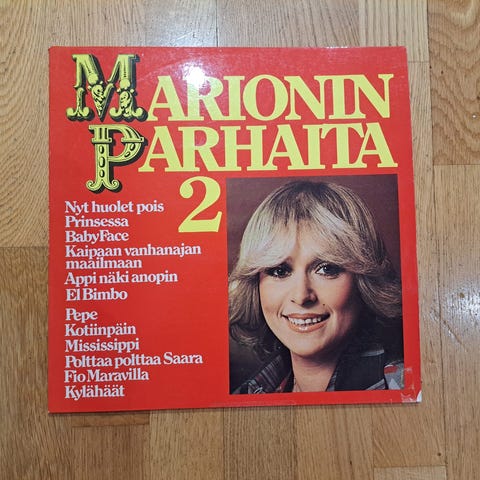 MARIONIN
PARHAITA
2
Nyt huolet pois
Prinsessa
BabyFace
Kaipaan vanhanajan
maailmaan
Appi näki anopin
El Bimbo
Pepe
Kotiinpäin
Mississippi
Polttaa polttaa Saara
Fio Maravilla
Kylähäät